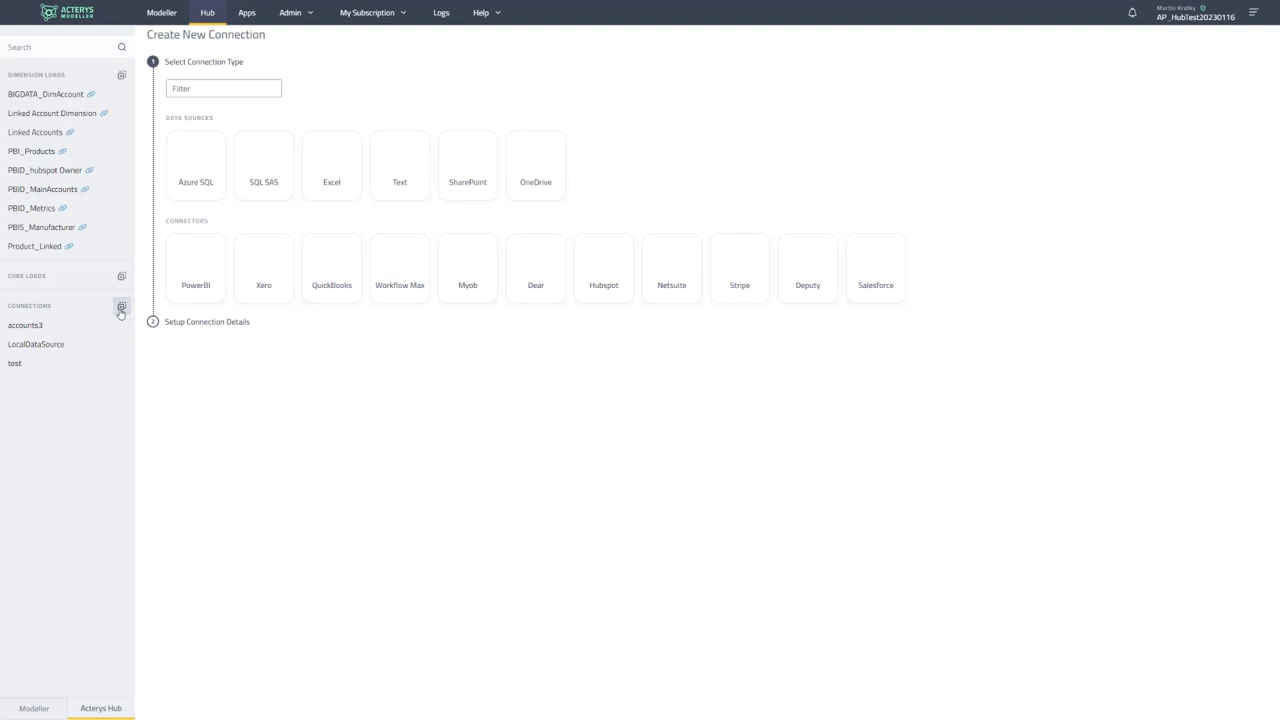 ACTERYS
MODELLER
Modeller
Hub
Apps
Admin
My Subscription
Logs
Help
Martin Kratky
AP_HubTest20230116
Search
DIMENSION LOADS
BIGDATA_DimAccount
Linked Account Dimension
Linked Accounts
PBI_Products
PBID_hubspot Owner
PBID_MainAccounts
PBID_Metrics
PBIS_Manufacturer
Product_Linked
CUBE LOADS
CONNECTIONS
accounts3
LocalDataSource
test
Modeller
Acterys Hub
Create New Connection
1 Select Connection Type
Filter
DATA SOURCES
Azure SQL
SQL SAS
Excel
Text
SharePoint
OneDrive
CONNECTORS
PowerBI
Xero
QuickBooks
Workflow Max
Myob
Dear
Hubspot
Netsuite
Stripe
Deputy
Salesforce
2 Setup Connection Details